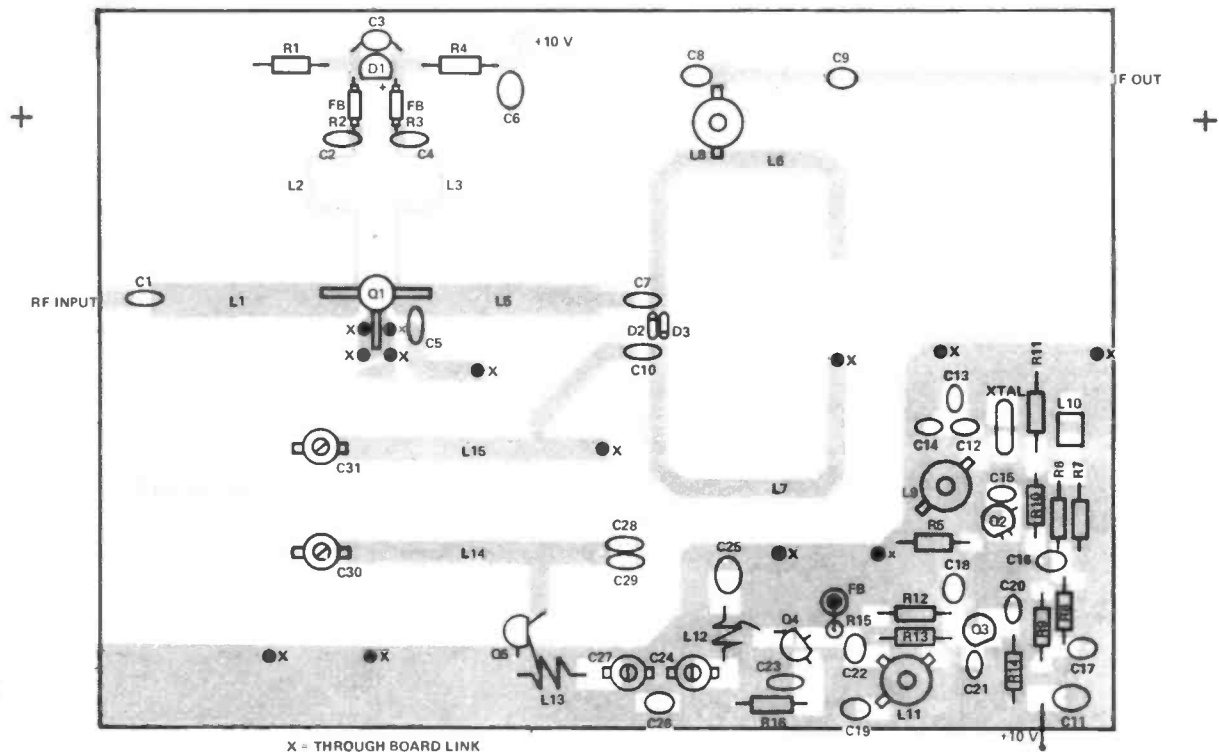 C3
+10 V
R1
R4
D1
+
C8
C9
IF OUT
FB
FB
C6
R2
R3
C2
C4
L8
L6
L2
L3
C1
Q1
C7
RF INPUT
L1
L5
X
X
C5
D2
D3
X
X
C10
X
X
X
X
R11
C13
XTAL
L10
C14
C12
C31
L15
X
L9
C15
R10
R6
R7
L7
Q2
R5
C28
C30
L14
C29
C25
X
X
C16
C18
C20
FB
R12
R15
R13
Q4
Q3
R9
R8
L12
Q5
C27
C24
C23
C22
C21
R14
C17
X
X
L13
C26
R16
C19
L11
C11
+10 V
X = THROUGH BOARD LINK